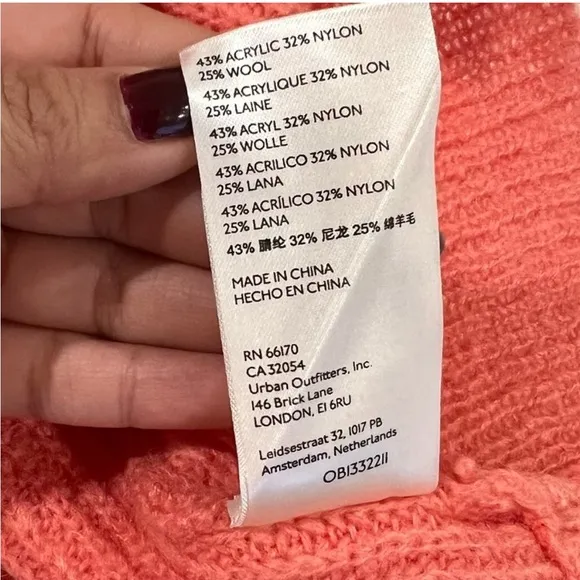 43% ACRYLIC 32% NYLON
25% WOOL
43% ACRYLIQUE 32% NYLON
25% LAINE
43% ACRYL 32% NYLON
25% WOLLE
43% ACRILICO 32% NYLON
25% LANA
43% ACRÍLICO 32% NYLON
25% LANA
43% 腈纶 32% 尼龙 25% 绵羊毛
MADE IN CHINA
HECHO EN CHINA
RN 66170
CA 32054
Urban Outfitters, Inc.
146 Brick Lane
LONDON, E1 6RU
Leidsestraat 32, 1017 PB
Amsterdam, Netherlands
OB1332211